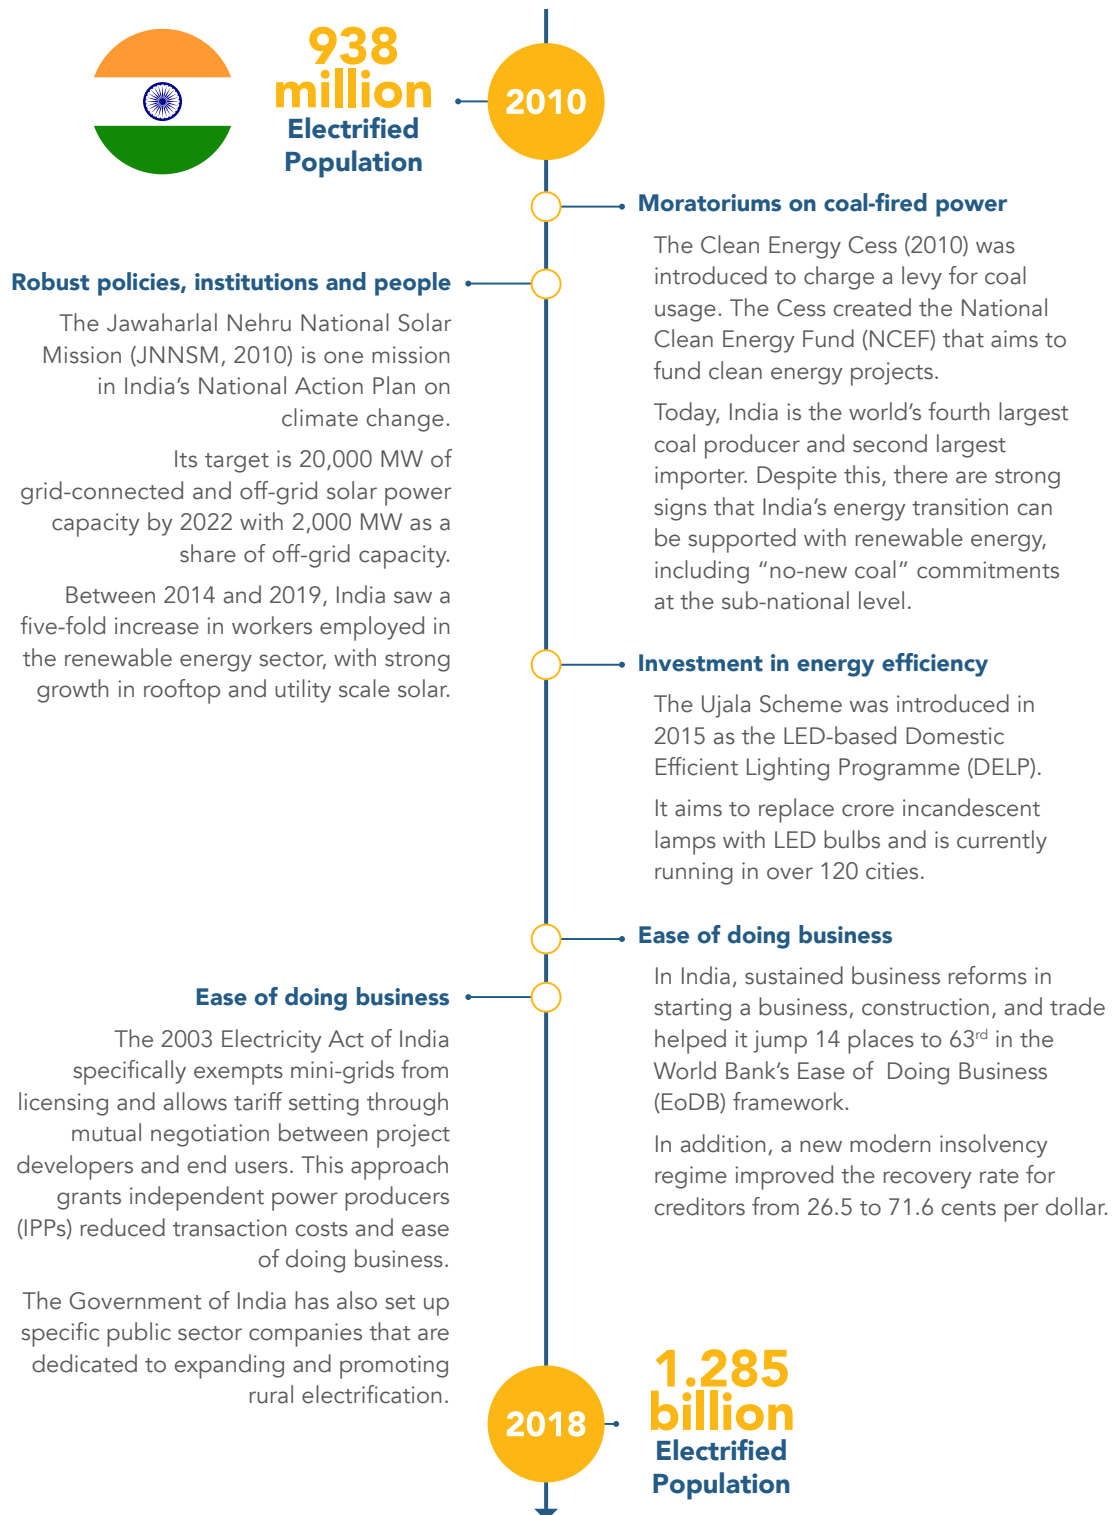 938
million
Electrified
Population
2010
Moratoriums on coal-fired power
The Clean Energy Cess (2010) was
introduced to charge a levy for coal
usage. The Cess created the National
Clean Energy Fund (NCEF) that aims to
fund clean energy projects.
Today, India is the world’s fourth largest
coal producer and second largest
importer. Despite this, there are strong
signs that India’s energy transition can
be supported with renewable energy,
including “no-new coal” commitments
at the sub-national level.
Robust policies, institutions and people
The Jawaharlal Nehru National Solar
Mission (JNNSM, 2010) is one mission
in India’s National Action Plan on
climate change.
Its target is 20,000 MW of
grid-connected and off-grid solar power
capacity by 2022 with 2,000 MW as a
share of off-grid capacity.
Between 2014 and 2019, India saw a
five-fold increase in workers employed in
the renewable energy sector, with strong
growth in rooftop and utility scale solar.
Investment in energy efficiency
The Ujala Scheme was introduced in
2015 as the LED-based Domestic
Efficient Lighting Programme (DELP).
It aims to replace crore incandescent
lamps with LED bulbs and is currently
running in over 120 cities.
Ease of doing business
In India, sustained business reforms in
starting a business, construction, and trade
helped it jump 14 places to 63rd in the
World Bank’s Ease of Doing Business
(EoDB) framework.
In addition, a new modern insolvency
regime improved the recovery rate for
creditors from 26.5 to 71.6 cents per dollar.
Ease of doing business
The 2003 Electricity Act of India
specifically exempts mini-grids from
licensing and allows tariff setting through
mutual negotiation between project
developers and end users. This approach
grants independent power producers
(IPPs) reduced transaction costs and ease
of doing business.
The Government of India has also set up
specific public sector companies that are
dedicated to expanding and promoting
rural electrification.
2018
1.285
billion
Electrified
Population